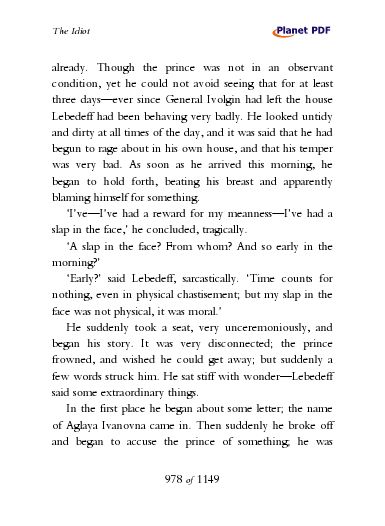 The Idiot
Planet PDF
already. Though the prince was not in an observant
condition, yet he could not avoid seeing that for at least
three days—ever since General Ivolgin had left the house
Lebedeff had been behaving very badly. He looked untidy
and dirty at all times of the day, and it was said that he had
begun to rage about in his own house, and that his temper
was very bad. As soon as he arrived this morning, he
began to hold forth, beating his breast and apparently
blaming himself for something.
‘I’ve—I’ve had a reward for my meanness—I’ve had a
slap in the face,’ he concluded, tragically.
‘A slap in the face? From whom? And so early in the
morning?’
‘Early?’ said Lebedeff, sarcastically. ‘Time counts for
nothing, even in physical chastisement; but my slap in the
face was not physical, it was moral.’
He suddenly took a seat, very unceremoniously, and
began his story. It was very disconnected; the prince
frowned, and wished he could get away; but suddenly a
few words struck him. He sat stiff with wonder—Lebedeff
said some extraordinary things.
In the first place he began about some letter; the name
of Aglaya Ivanovna came in. Then suddenly he broke off
and began to accuse the prince of something; he was
978 of 1149